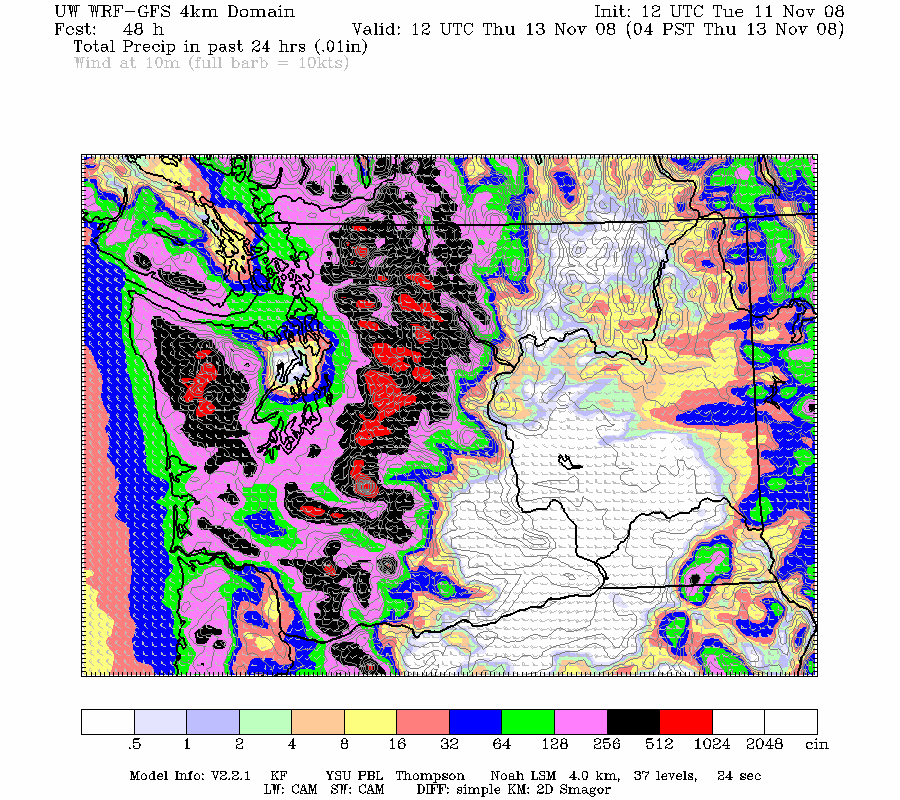 UW WRF-GFS 4km Domain Init: 12 UTC Tue 11 Nov 08
Fcst: 48 h Valid: 12 UTC Thu 13 Nov 08 (04 PST Thu 13 Nov 08)
Total Precip in past 24 hrs (.01in)
Wind at 10m (full barb = 10kts)
.5 1 2 4 8 16 32 64 128 256 512 1024 2048 cin
Model Info: V2.2.1 KF YSU PBL Thompson Noah LSM 4.0 km, 37 levels, 24 sec
LW: CAM SW: CAM DIFF: simple KM: 2D Smagor